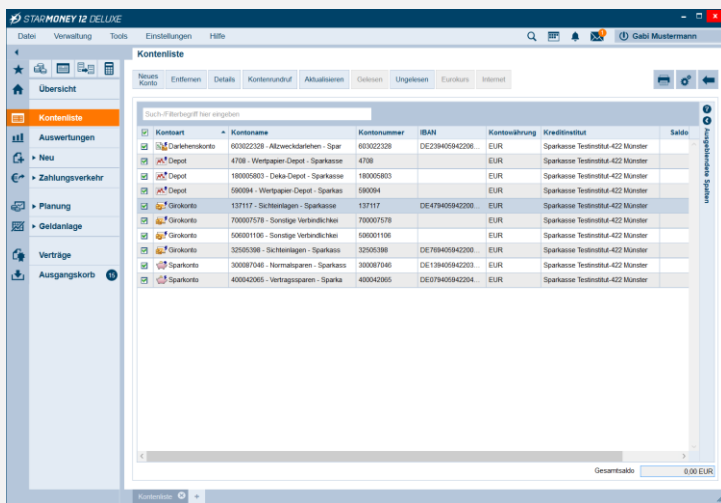 STARMONEY 12 DELUXE
Datei Verwaltung Tools Einstellungen Hilfe Gabi Mustermann
Kontenliste
Neues Konto Entfernen Details Kontenrundruf Aktualisieren Gelesen Ungelesen Eurokurs Internet
Übersicht
Kontenliste
Auswertungen
Neu
Zahlungsverkehr
Planung
Geldanlage
Verträge
Ausgangskorb 15
Such-/Filterbegriff hier eingeben
Kontoart Kontoname Kontonummer IBAN Kontowährung Kreditinstitut Saldo
Darlehenskonto 603022328 - Allzweckdarlehen - Spar 603022328 DE239405942206... EUR Sparkasse Testinstitut-422 Münster
Depot 4708 - Wertpapier-Depot - Sparkasse 4708 EUR Sparkasse Testinstitut-422 Münster
Depot 180005803 - Deka-Depot - Sparkasse 180005803 EUR Sparkasse Testinstitut-422 Münster
Depot 590094 - Wertpapier-Depot - Sparkas 590094 EUR Sparkasse Testinstitut-422 Münster
Girokonto 137117 - Sichteinlagen - Sparkasse 137117 DE479405942200... EUR Sparkasse Testinstitut-422 Münster
Girokonto 700007578 - Sonstige Verbindlichkei 700007578 EUR Sparkasse Testinstitut-422 Münster
Girokonto 506001106 - Sonstige Verbindlichkei 506001106 EUR Sparkasse Testinstitut-422 Münster
Girokonto 32505398 - Sichteinlagen - Sparkass 32505398 DE769405942200... EUR Sparkasse Testinstitut-422 Münster
Sparkonto 300087046 - Normalsparen - Sparkass 300087046 DE139405942203... EUR Sparkasse Testinstitut-422 Münster
Sparkonto 400042065 - Vertragssparen - Sparka 400042065 DE079405942204... EUR Sparkasse Testinstitut-422 Münster
Ausgeblendete Spalten
Gesamtsaldo 0,00 EUR
Kontenliste